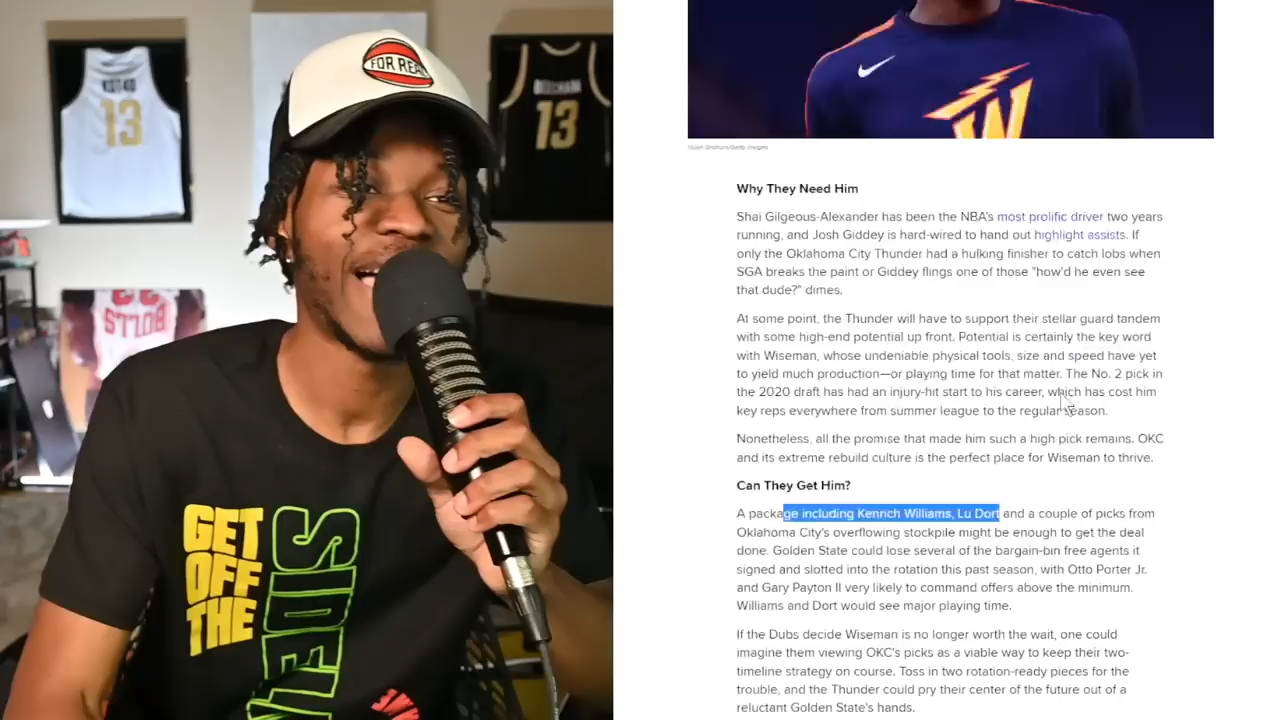 FOR REAL
13
13
BULLS
GET
OFF
THE
W
Why They Need Him
Shai Gilgeous-Alexander has been the NBA's most prolific driver two years
running, and Josh Giddey is hard-wired to hand out highlight assists. If
only the Oklahoma City Thunder had a hulking finisher to catch lobs when
SGA breaks the paint or Giddey flings one of those "how'd he even see
that dude?" dimes.
At some point, the Thunder will have to support their stellar guard tandem
with some high-end potential up front. Potential is certainly the key word
with Wiseman, whose undeniable physical tools, size and speed have yet
to yield much production—or playing time for that matter. The No. 2 pick in
the 2020 draft has had an injury-hit start to his career, which has cost him
key reps everywhere from summer league to the regular season.
Nonetheless, all the promise that made him such a high pick remains. OKC
and its extreme rebuild culture is the perfect place for Wiseman to thrive.
Can They Get Him?
A package including Kenrich Williams, Lu Dort and a couple of picks from
Oklahoma City's overflowing stockpile might be enough to get the deal
done. Golden State could lose several of the bargain-bin free agents it
signed and slotted into the rotation this past season, with Otto Porter Jr.
and Gary Payton II very likely to command offers above the minimum.
Williams and Dort would see major playing time.
If the Dubs decide Wiseman is no longer worth the wait, one could
imagine them viewing OKC's picks as a viable way to keep their two-
timeline strategy on course. Toss in two rotation-ready pieces for the
trouble, and the Thunder could pry their center of the future out of a
reluctant Golden State's hands.